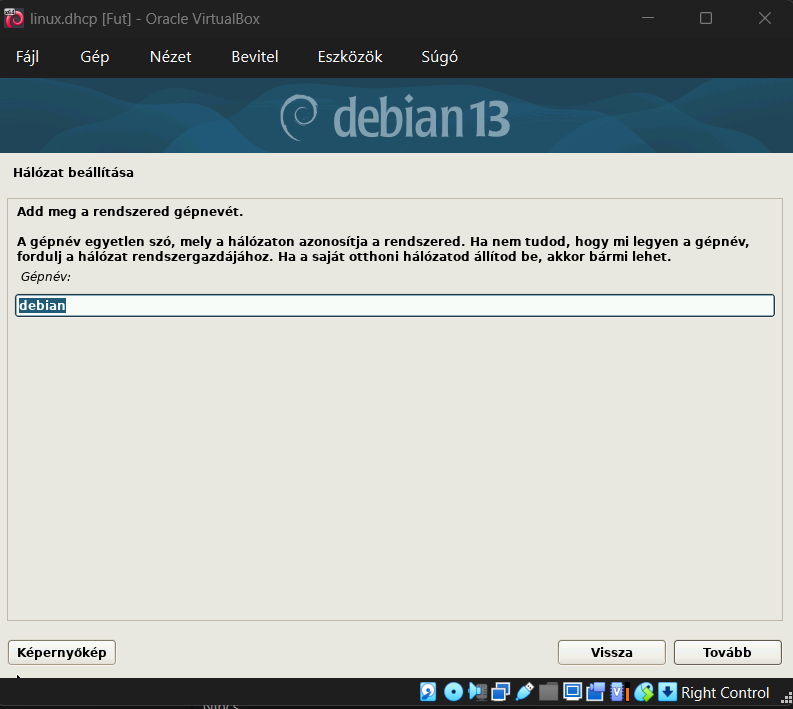 linux.dhcp [Fut] - Oracle VirtualBox
Fájl Gép Nézet Bevitel Eszközök Súgó
debian 13
Hálózat beállítása
Add meg a rendszered gépnevét.
A gépnév egyetlen szó, mely a hálózaton azonosítja a rendszered. Ha nem tudod, hogy mi legyen a gépnév,
fordulj a hálózat rendszergazdájához. Ha a saját otthoni hálózatod állítod be, akkor bármi lehet.
Gépnév:
debian
Képernyőkép Vissza Tovább
Right Control